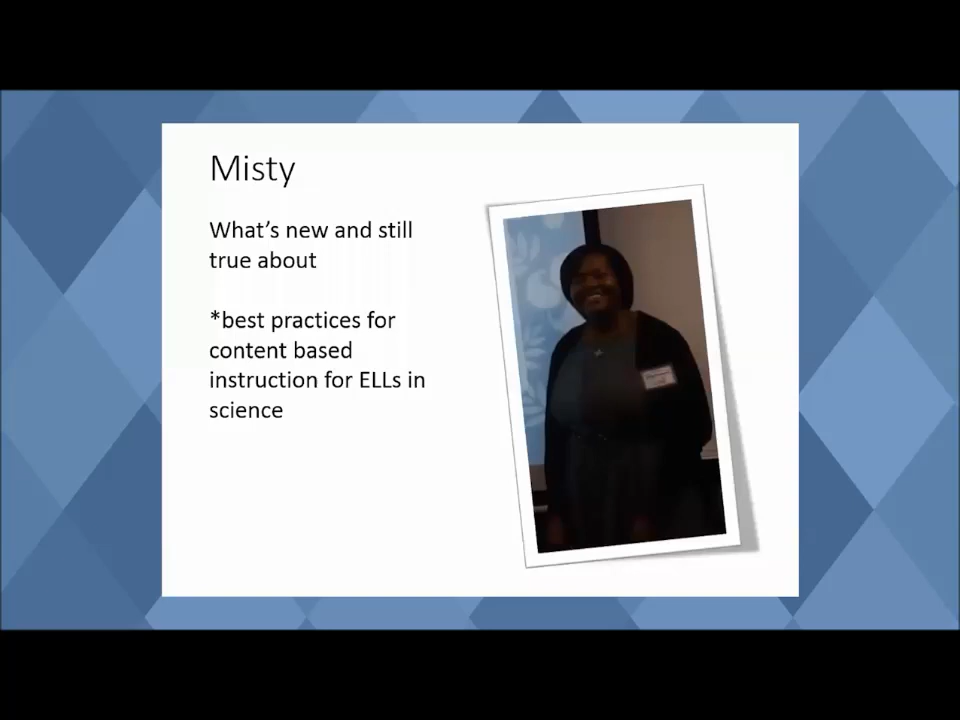 Misty
What's new and still
true about
*best practices for
content based
instruction for ELLs in
science